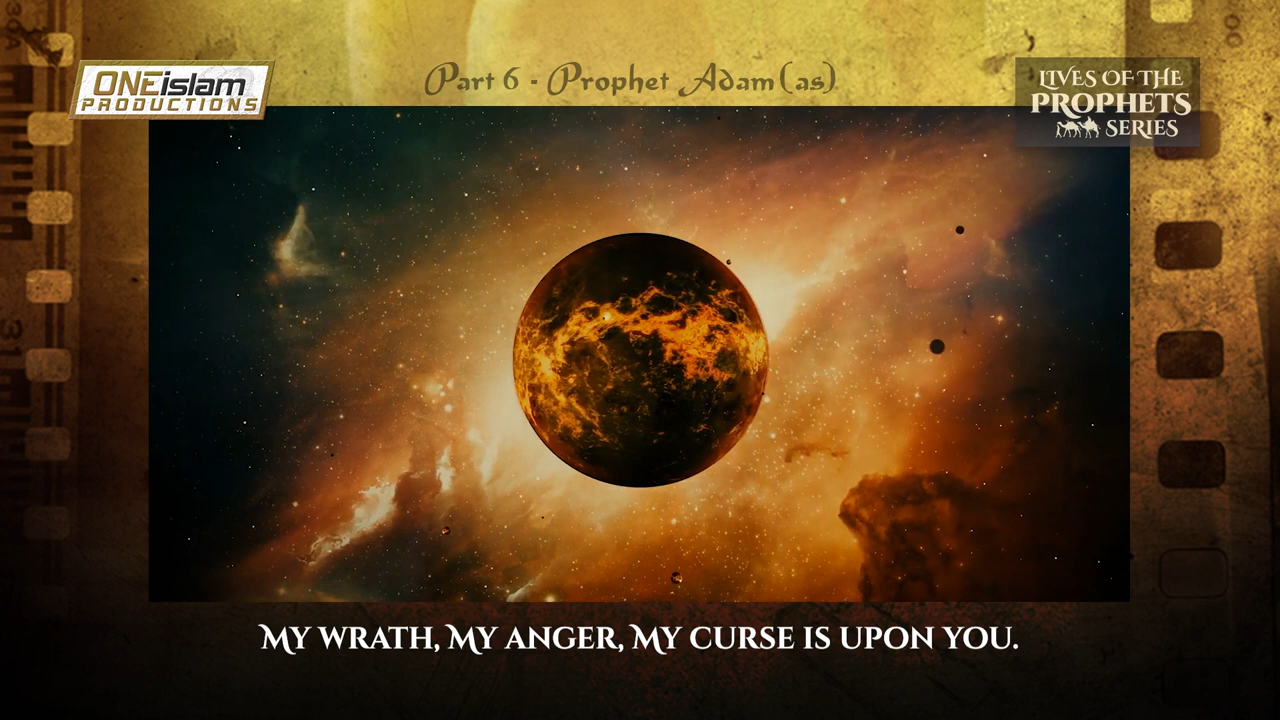 Part 6 - Prophet Adam (as)
ONEislam
PRODUCTIONS
LIVES OF THE
PROPHETS
SERIES
MY WRATH, MY ANGER, MY CURSE IS UPON YOU.